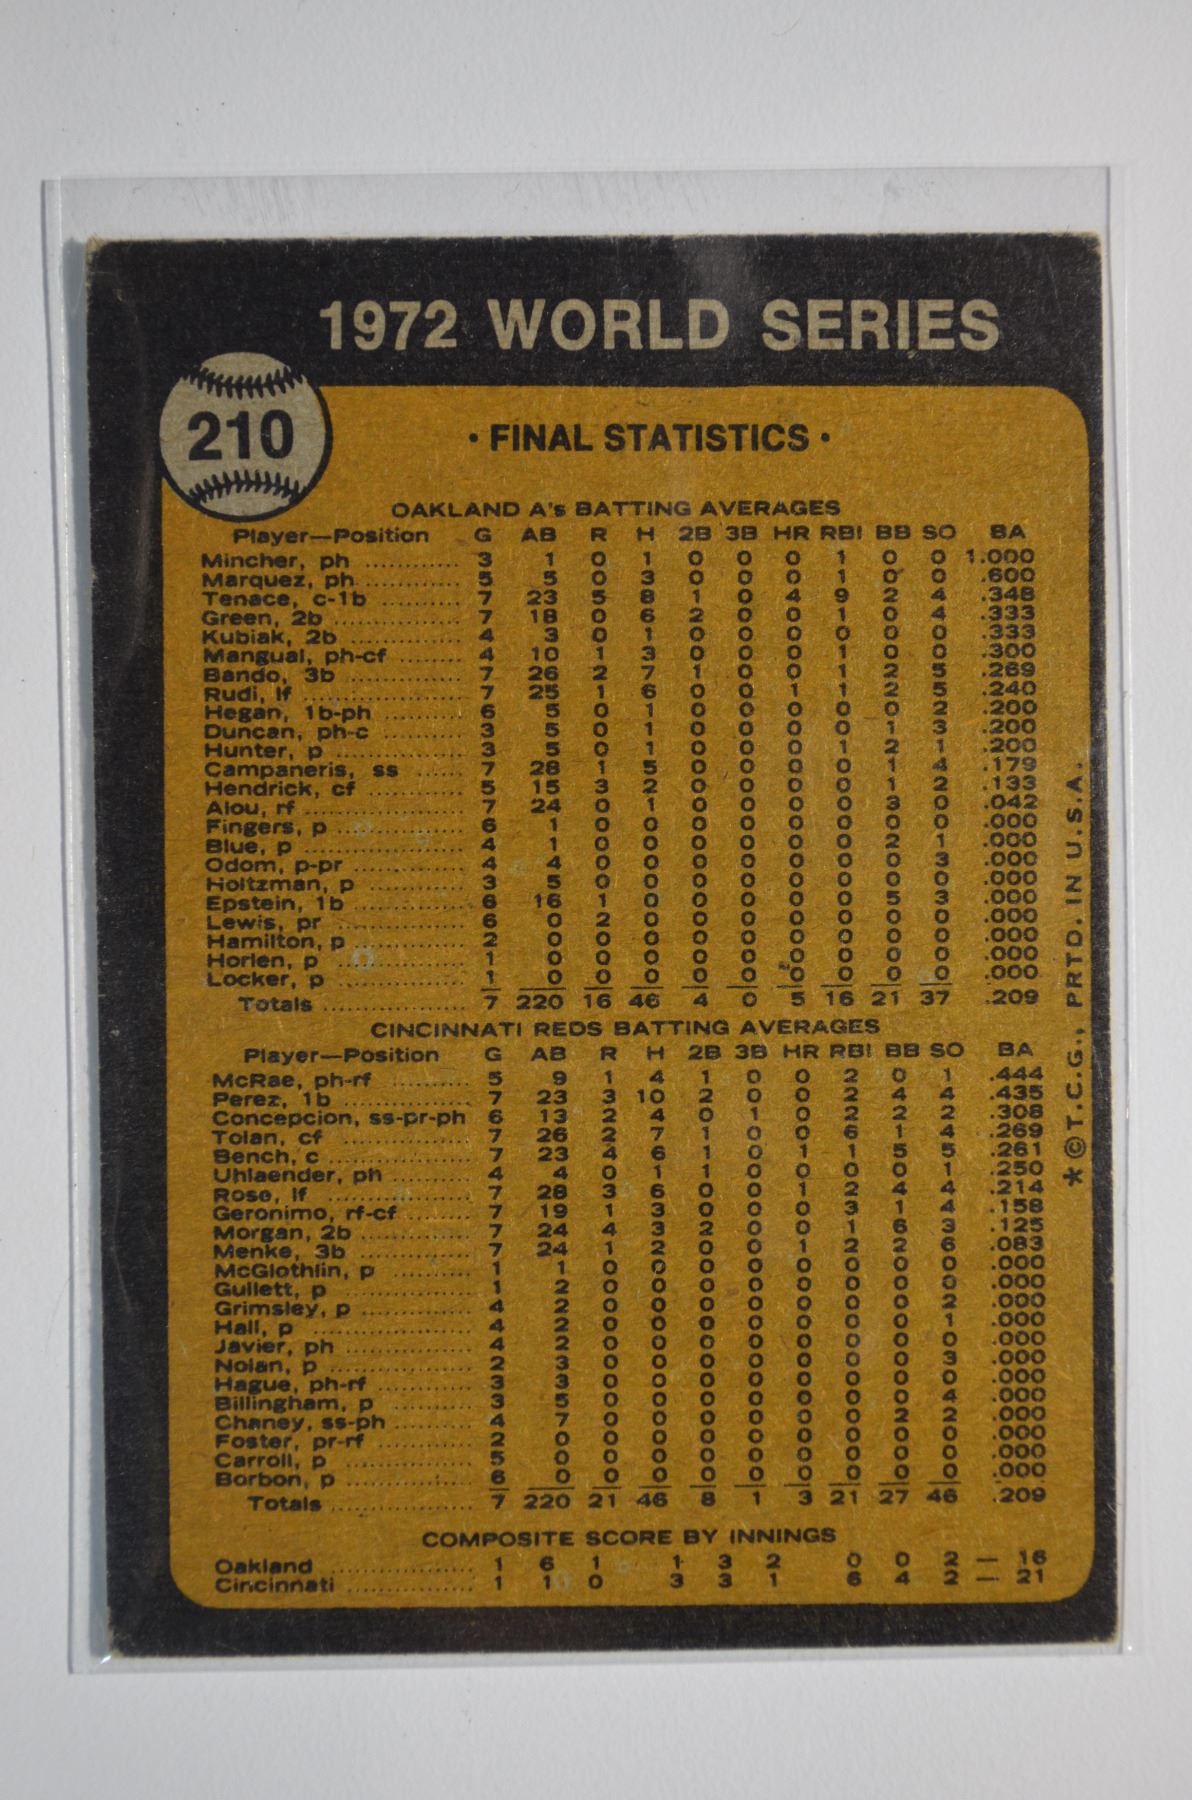 1972 WORLD SERIES
210
· FINAL STATISTICS ·
OAKLAND A's BATTING AVERAGES
Player—Position G AB R H 2B 3B HR RBI BB SO BA
Mincher, ph ............ 3 1 0 1 0 0 0 1 0 0 1.000
Marquez, ph ............ 5 5 0 3 0 0 0 1 0 0 .600
Tenace, c-1b .......... 7 23 5 8 1 0 4 9 2 4 .348
Green, 2b ............... 7 18 0 6 2 0 0 1 0 4 .333
Kubiak, 2b ............. 4 3 0 1 0 0 0 0 0 0 .333
Mangual, ph-cf ....... 4 10 1 3 0 0 0 1 0 0 .300
Bando, 3b .............. 7 26 2 7 1 0 0 1 2 5 .269
Rudi, lf .................. 7 25 1 6 0 0 1 1 2 5 .240
Hegan, 1b-ph ......... 6 5 0 1 0 0 0 0 0 2 .200
Duncan, ph-c .......... 3 5 0 1 0 0 0 0 1 3 .200
Hunter, p ............... 3 5 0 1 0 0 0 1 2 1 .200
Campaneris, ss ...... 7 28 1 5 0 0 0 0 1 4 .179
Hendrick, cf ........... 5 15 3 2 0 0 0 0 1 2 .133
Alou, rf .................. 7 24 0 1 0 0 0 0 3 0 .042
Fingers, p .............. 6 1 0 0 0 0 0 0 0 0 .000
Blue, p ................... 4 1 0 0 0 0 0 0 2 1 .000
Odom, p-pr ............. 4 4 0 0 0 0 0 0 0 3 .000
Holtzman, p ........... 3 5 0 0 0 0 0 0 0 0 .000
Epstein, 1b ............ 6 16 1 0 0 0 0 0 5 3 .000
Lewis, pr ................ 6 0 2 0 0 0 0 0 0 0 .000
Hamilton, p ............ 2 0 0 0 0 0 0 0 0 0 .000
Horlen, p ............... 1 0 0 0 0 0 0 0 0 0 .000
Locker, p ............... 1 0 0 0 0 0 0 0 0 0 .000
Totals .................. 7 220 16 46 4 0 5 16 21 37 .209
CINCINNATI REDS BATTING AVERAGES
Player—Position G AB R H 2B 3B HR RBI BB SO BA
McRae, ph-rf .......... 5 9 1 4 1 0 0 2 0 1 .444
Perez, 1b ............... 7 23 3 10 2 0 0 2 4 4 .435
Concepcion, ss-pr-ph 6 13 2 4 0 1 0 2 2 2 .308
Tolan, cf ................ 7 26 2 7 1 0 0 6 1 4 .269
Bench, c ................. 7 23 4 6 1 0 1 1 5 5 .261
Uhlaender, ph ......... 4 4 0 1 1 0 0 0 0 1 .250
Rose, lf .................. 7 28 3 6 0 0 1 2 4 4 .214
Geronimo, rf-cf ....... 7 19 1 3 0 0 0 3 1 4 .158
Morgan, 2b ............. 7 24 4 3 2 0 0 1 6 3 .125
Menke, 3b .............. 7 24 1 2 0 0 1 2 2 6 .083
McGlothlin, p .......... 1 1 0 0 0 0 0 0 0 0 .000
Gullett, p ............... 1 2 0 0 0 0 0 0 0 0 .000
Grimsley, p ............ 4 2 0 0 0 0 0 0 0 2 .000
Hall, p ................... 4 2 0 0 0 0 0 0 0 1 .000
Javier, ph .............. 4 2 0 0 0 0 0 0 0 0 .000
Nolan, p ................ 2 3 0 0 0 0 0 0 0 3 .000
Hague, ph-rf .......... 3 3 0 0 0 0 0 0 0 0 .000
Billingham, p .......... 3 5 0 0 0 0 0 0 0 4 .000
Chaney, ss-ph ........ 4 7 0 0 0 0 0 0 2 2 .000
Foster, pr-rf ........... 2 0 0 0 0 0 0 0 0 0 .000
Carroll, p ............... 5 0 0 0 0 0 0 0 0 0 .000
Borbon, p ............... 6 0 0 0 0 0 0 0 0 0 .000
Totals .................. 7 220 21 46 8 1 3 21 27 46 .209
COMPOSITE SCORE BY INNINGS
Oakland .................. 1 6 1 1 3 2 0 0 2 — 16
Cincinnati ................ 1 1 0 3 3 1 6 4 2 — 21
* © T.C.G., PRTD. IN U.S.A.